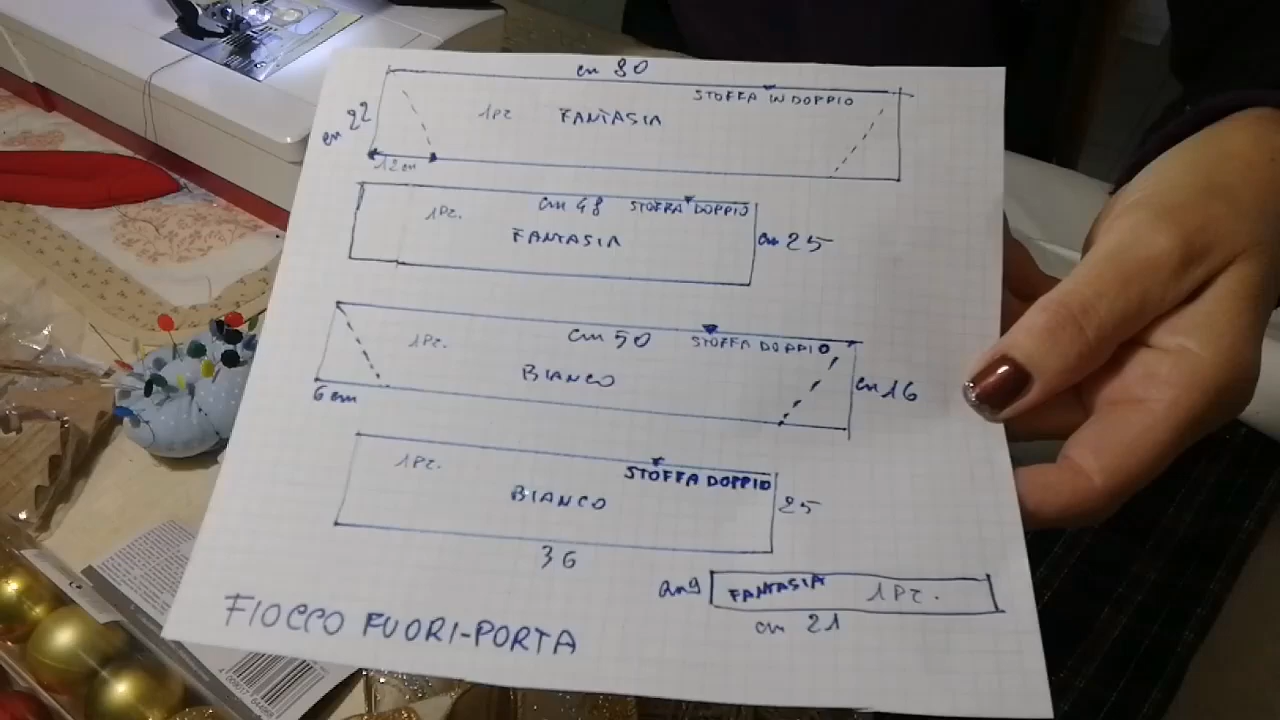 cm 80
STOFFA IN DOPPIO
cm 22
1PZ FANTASIA
12 cm
cm 48 STOFFA DOPPIO
1PZ.
FANTASIA
cm 25
cm 50 STOFFA DOPPIO
1PZ.
BIANCO
cm 16
6 cm
1PZ. STOFFA DOPPIO
BIANCO
25
36
cm 9 FANTASIA 1PZ.
cm 21
FIOCCO FUORI-PORTA